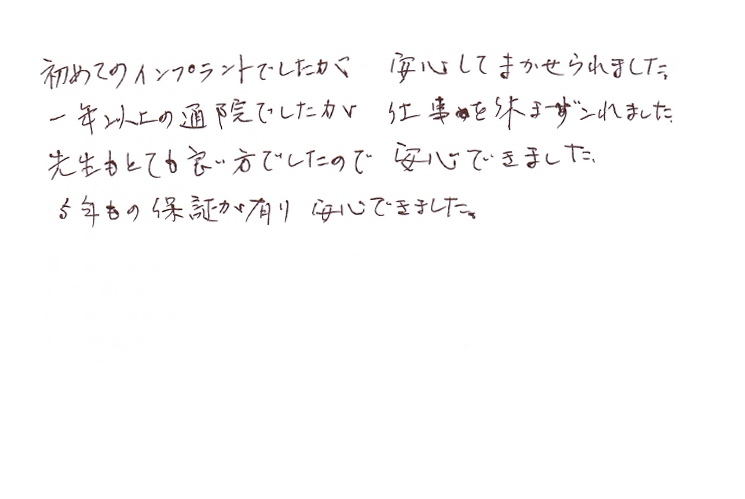 初めてのインプラントでしたが 安心してまかせられました。
一年以上の通院でしたが 仕事を休まずこれました
先生もとても良い方でしたので 安心できました。
5年もの保証が有り 安心できました。